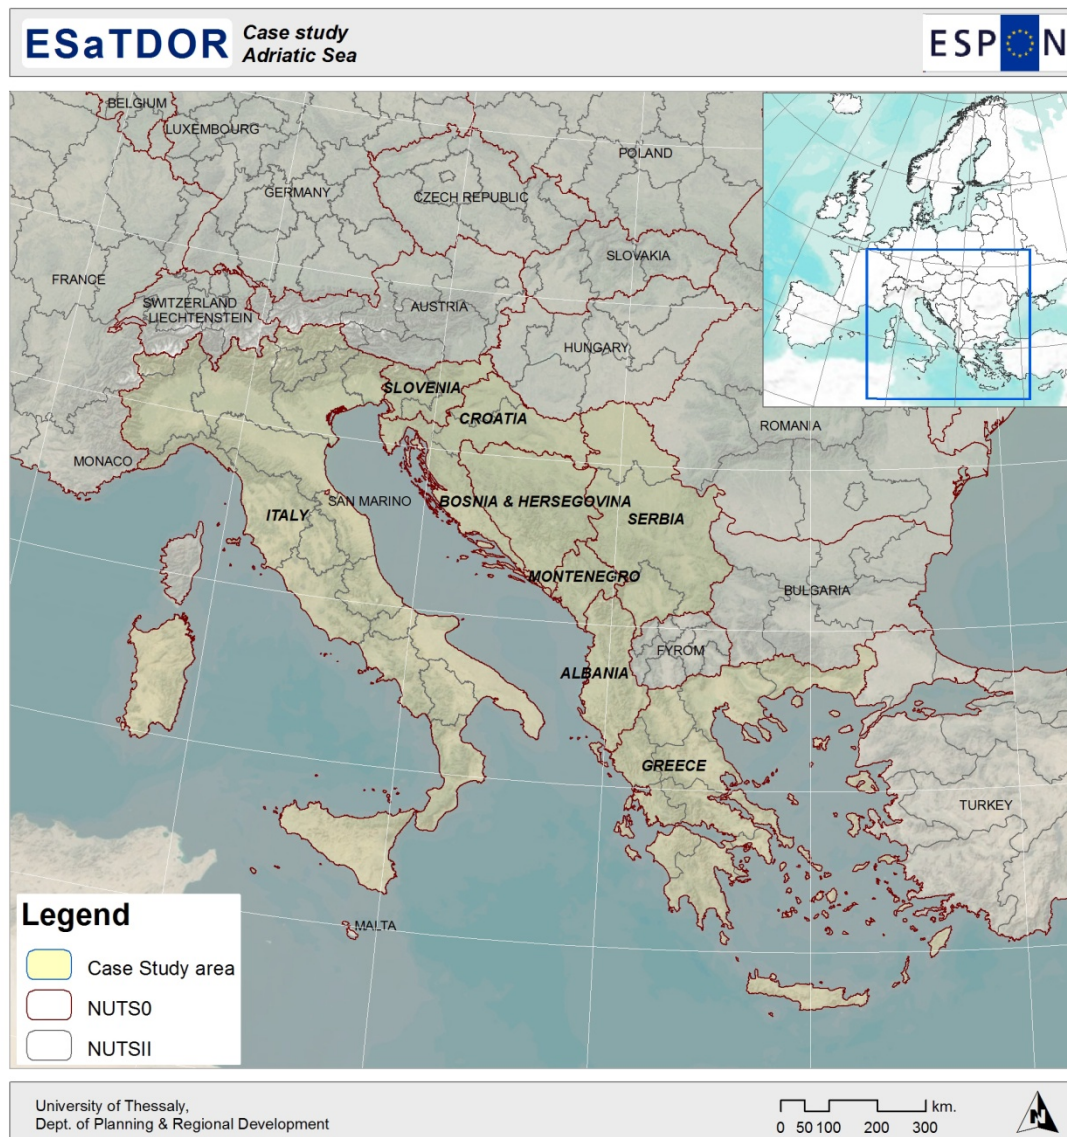 ESaTDOR
Case study
Adriatic Sea
ESPON
BELGIUM
LUXEMBOURG
POLAND
GERMANY
CZECH REPUBLIC
SLOVAKIA
FRANCE
SWITZERLAND
LIECHTENSTEIN
AUSTRIA
HUNGARY
SLOVENIA
CROATIA
ROMANIA
MONACO
SAN MARINO
BOSNIA & HERSEGOVINA
ITALY
SERBIA
MONTENEGRO
BULGARIA
FYROM
ALBANIA
GREECE
TURKEY
MALTA
Legend
Case Study area
NUTS0
NUTSII
University of Thessaly,
Dept. of Planning & Regional Development
km.
0 50 100 200 300
N